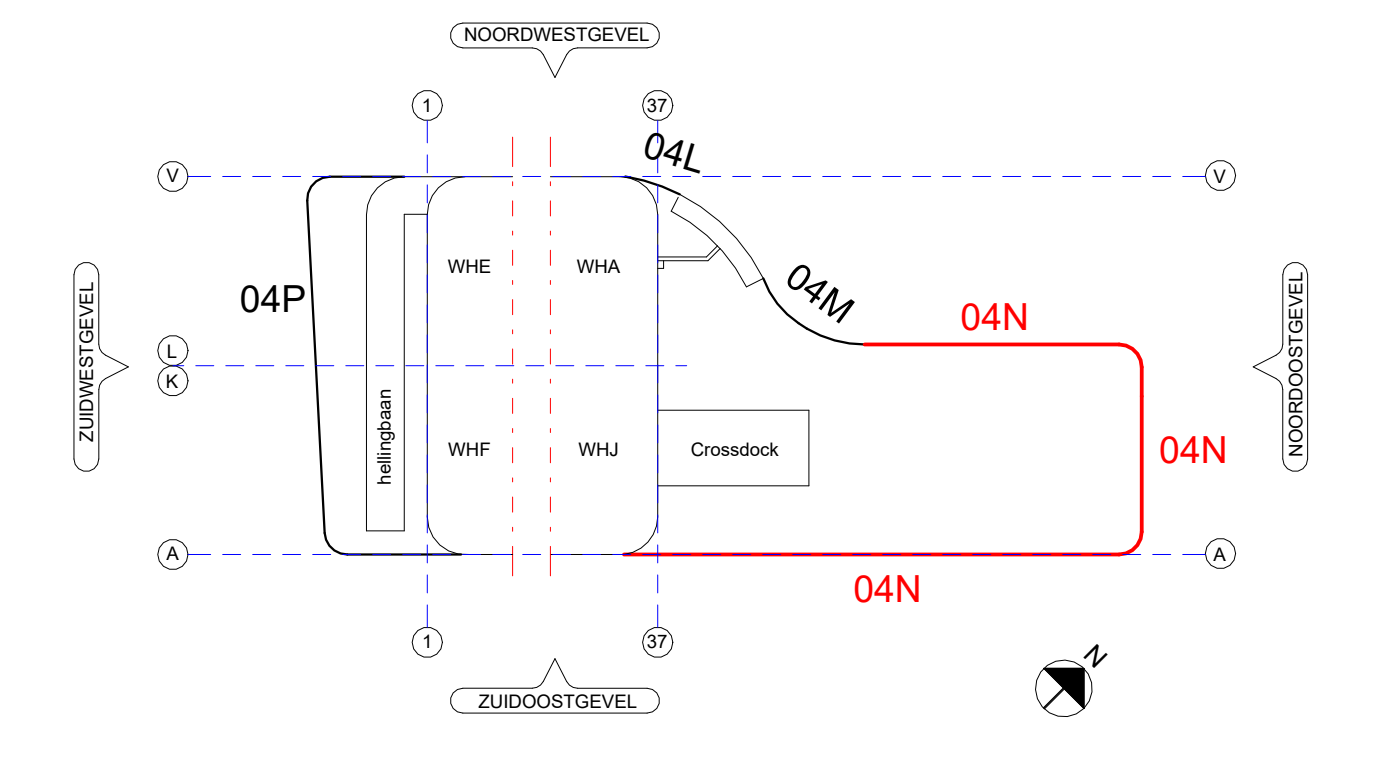 NOORDWESTGEVEL
1
37
04L
V
V
WHE
WHA
04P
04M
04N
ZUIDWESTGEVEL
NOORDOOSTGEVEL
L
K
hellingbaan
WHF
WHJ
Crossdock
04N
A
A
04N
1
37
N
ZUIDOOSTGEVEL